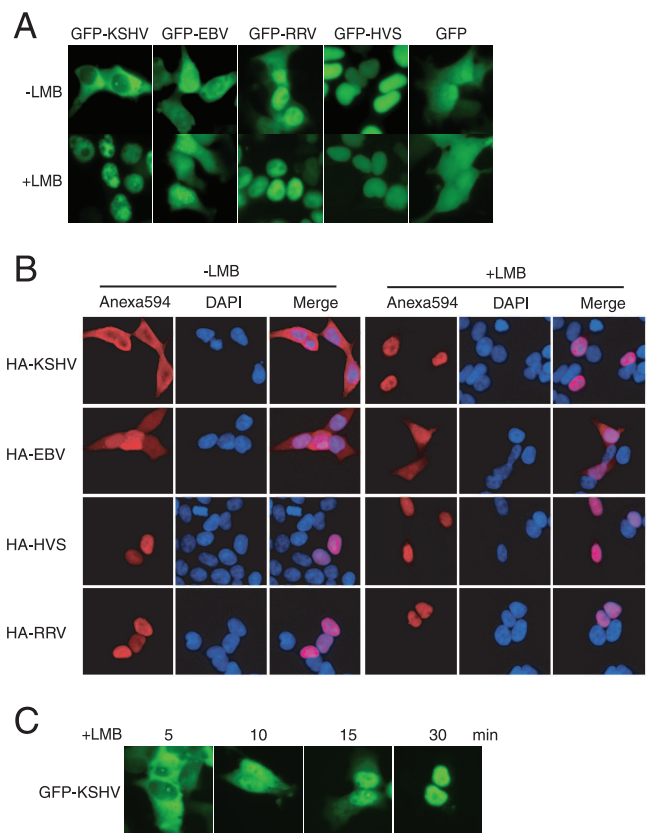 A
GFP-KSHV GFP-EBV GFP-RRV GFP-HVS GFP
-LMB
+LMB
B
-LMB +LMB
Anexa594 DAPI Merge Anexa594 DAPI Merge
HA-KSHV
HA-EBV
HA-HVS
HA-RRV
C
+LMB 5 10 15 30 min
GFP-KSHV